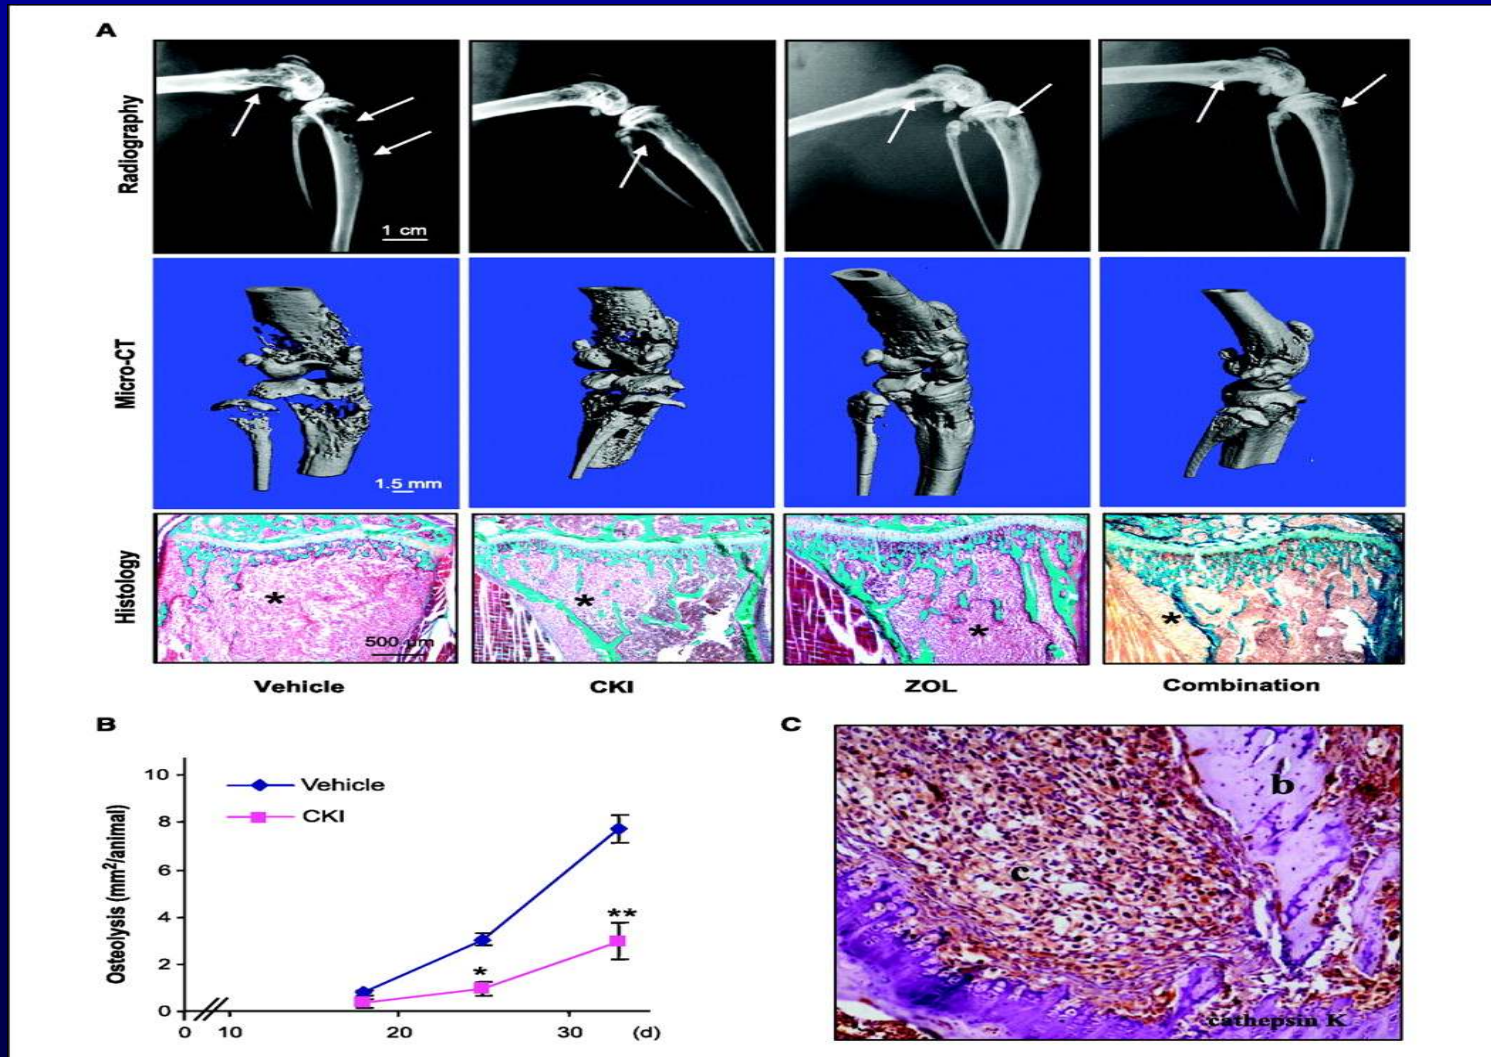 A
Radiography
1 cm
Micro-CT
1.5 mm
Histology
*
500 µm
*
*
*
Vehicle
CKI
ZOL
Combination
B
Osteolysis (mm²/animal)
10
8
6
4
2
0
Vehicle
CKI
*
**
0
10
20
30
(d)
C
b
c
cathepsin K